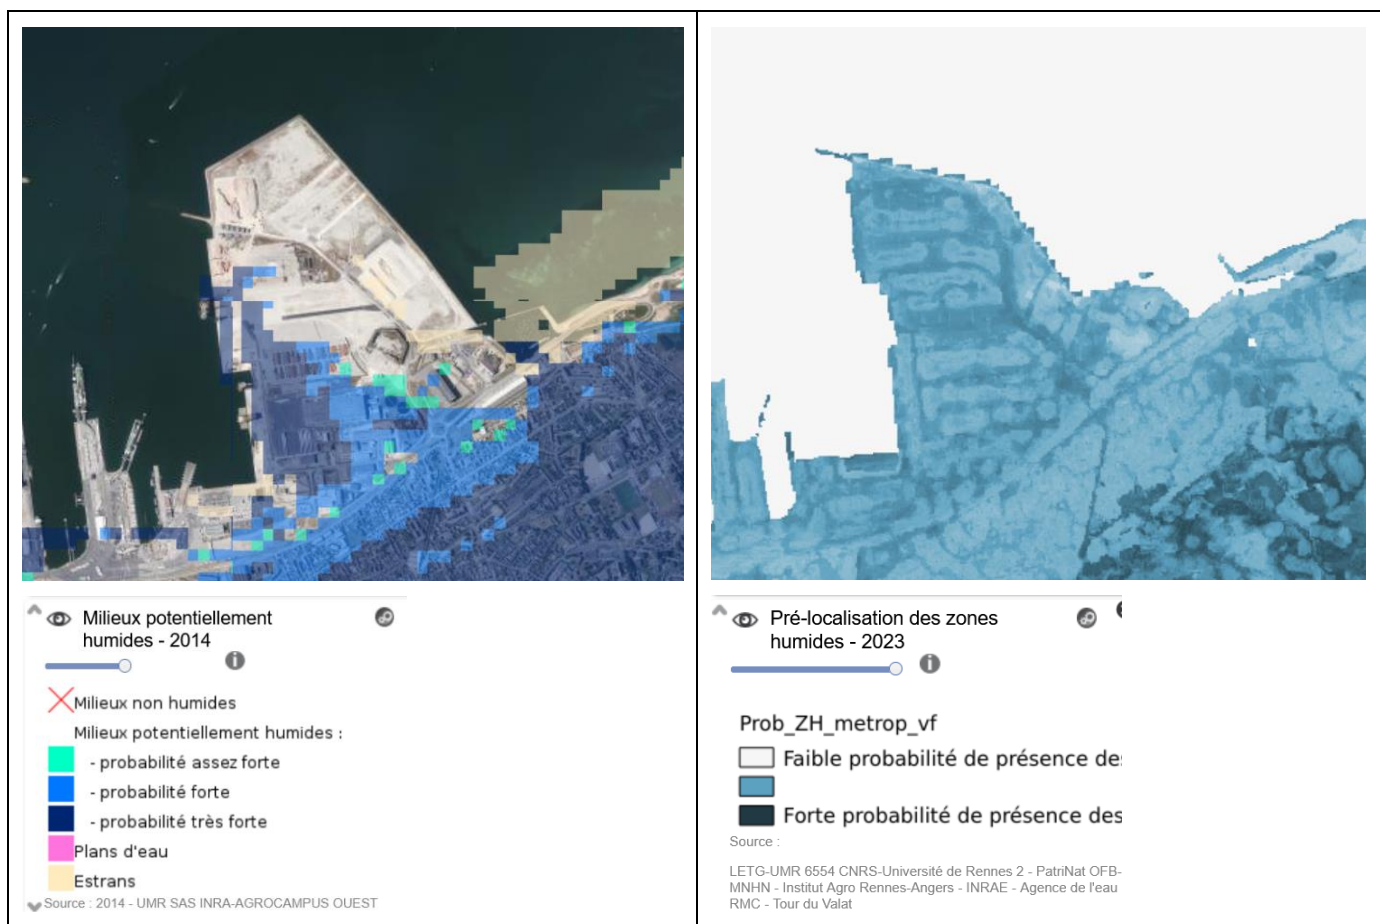 Milieux potentiellement
humides - 2014
Milieux non humides
Milieux potentiellement humides :
- probabilité assez forte
- probabilité forte
- probabilité très forte
Plans d'eau
Estrans
Source : 2014 - UMR SAS INRA-AGROCAMPUS OUEST
Pré-localisation des zones
humides - 2023
Prob_ZH_metrop_vf
Faible probabilité de présence des
Forte probabilité de présence des
Source :
LETG-UMR 6554 CNRS-Université de Rennes 2 - PatriNat OFB-
MNHN - Institut Agro Rennes-Angers - INRAE - Agence de l'eau
RMC - Tour du Valat